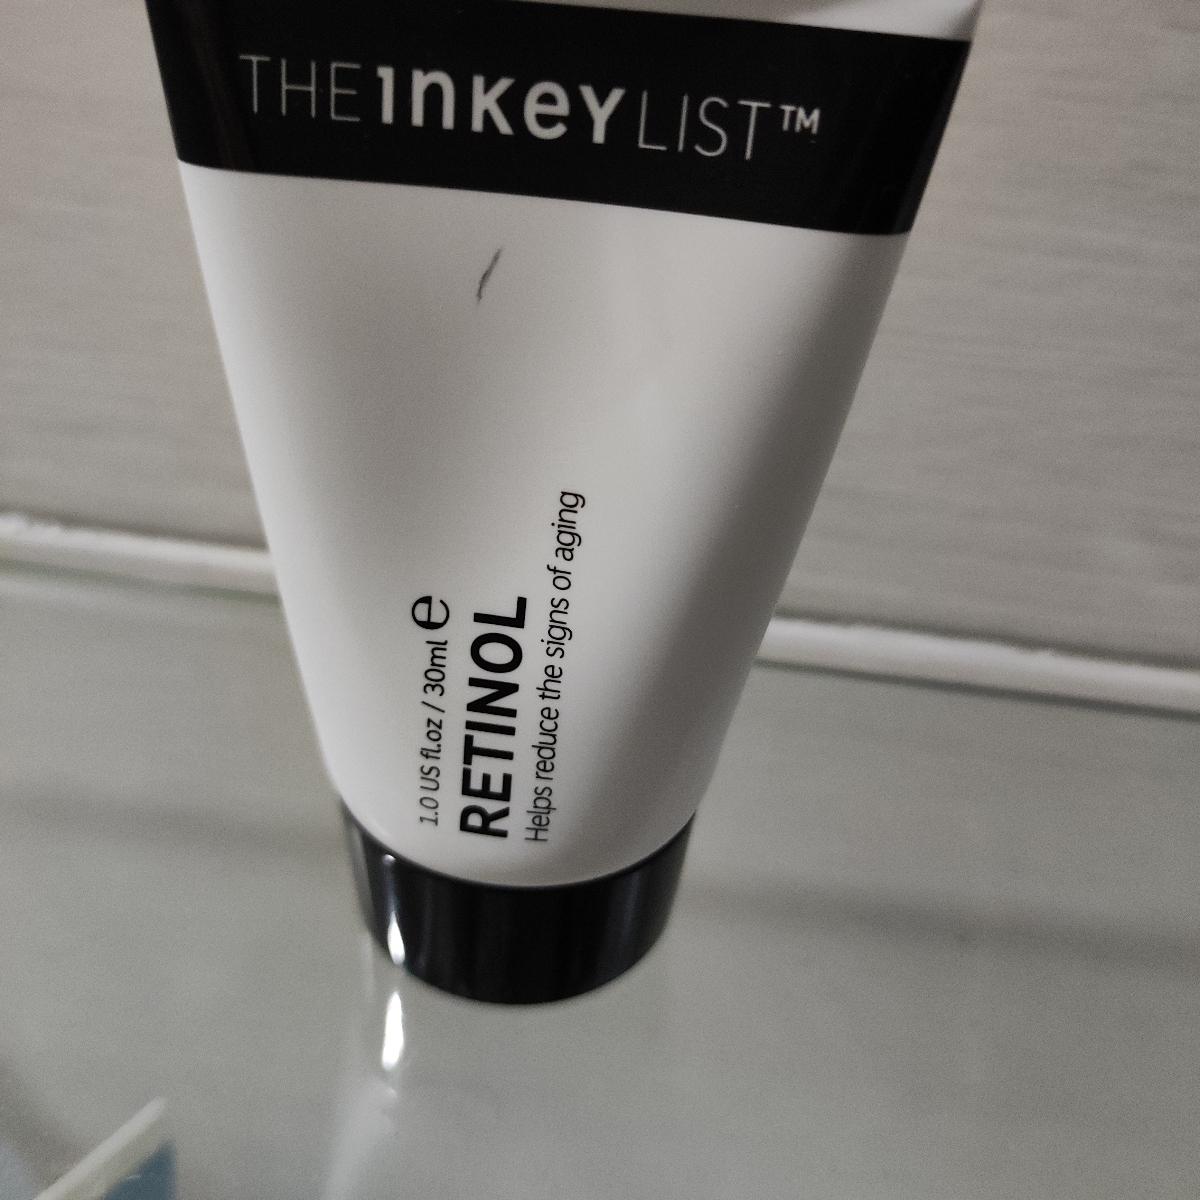 THE INKEY LIST™
1.0 US fl.oz / 30ml ℮
RETINOL
Helps reduce the signs of aging